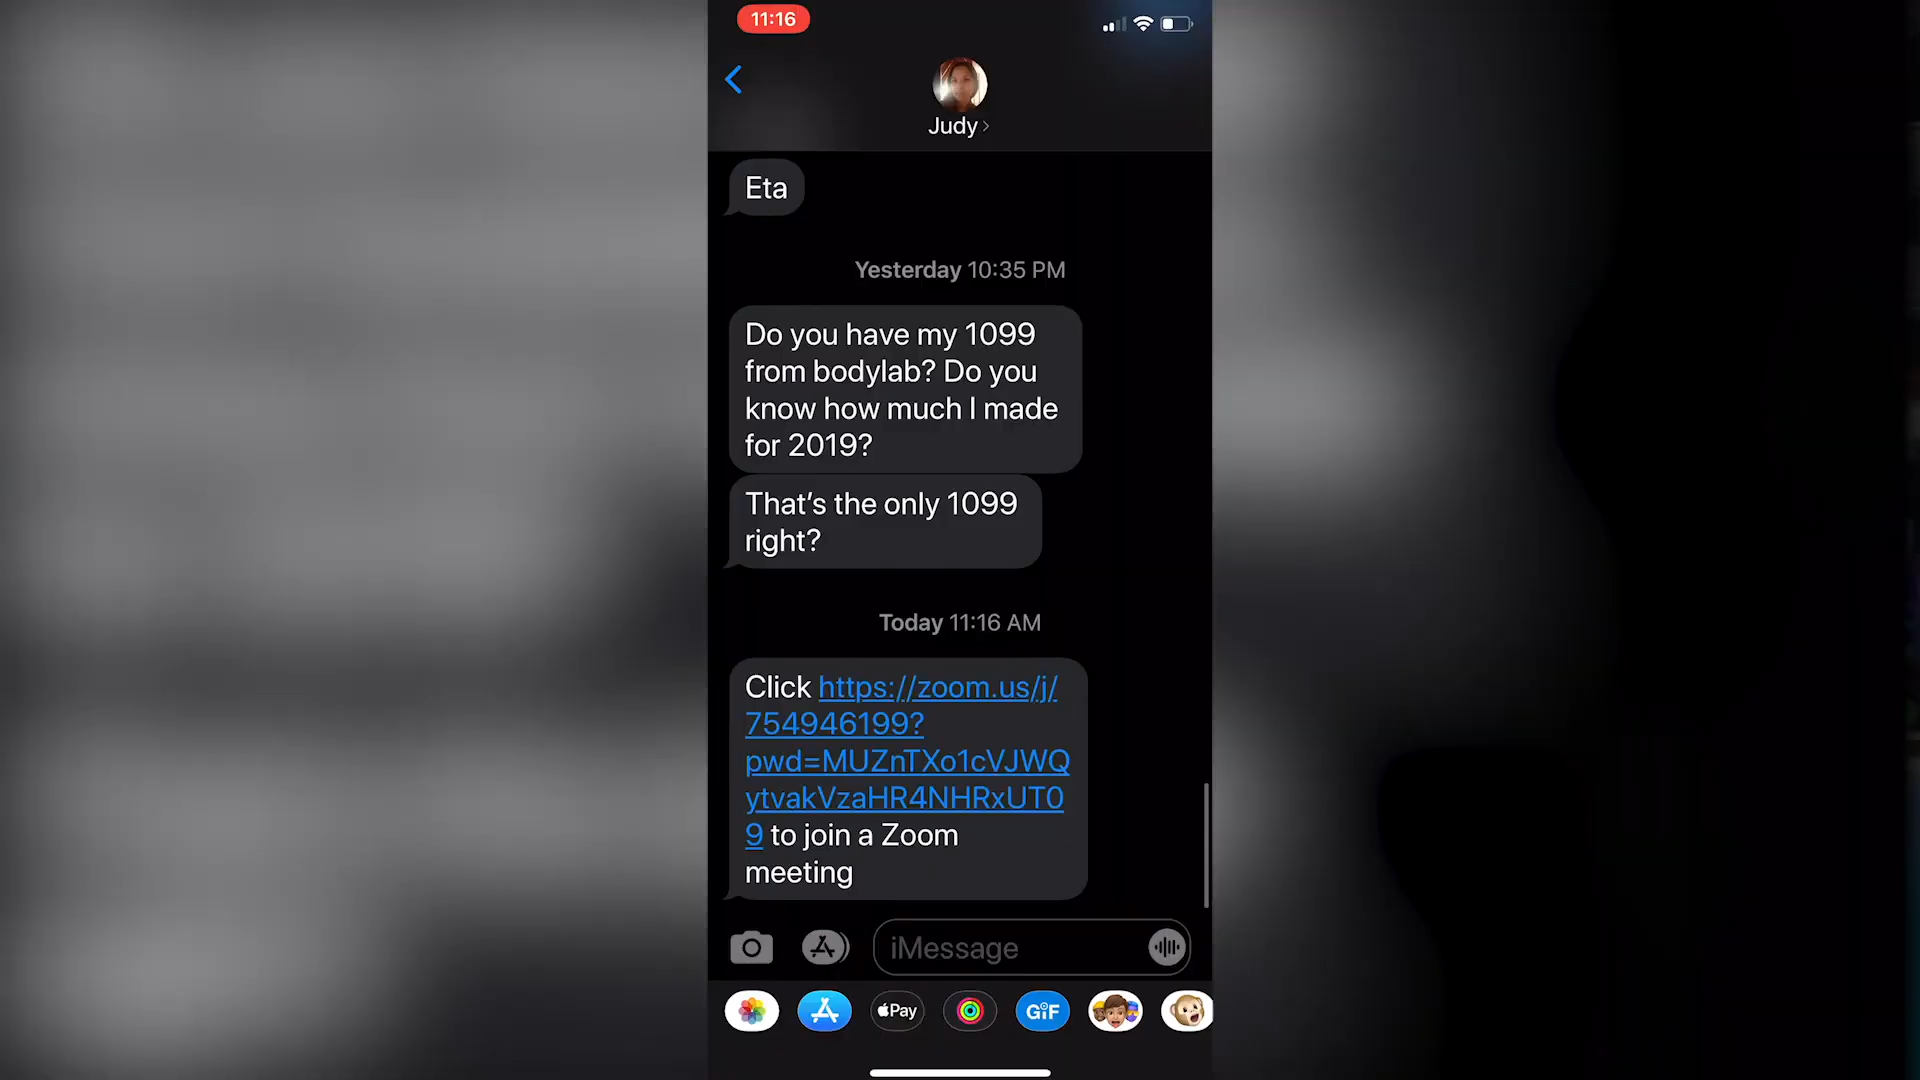 11:16
Judy
Eta
Yesterday 10:35 PM
Do you have my 1099
from bodylab? Do you
know how much I made
for 2019?
That's the only 1099
right?
Today 11:16 AM
Click https://zoom.us/j/
754946199?
pwd=MUZnTXo1cVJWQ
ytvakVzaHR4NHRxUT0
9 to join a Zoom
meeting
iMessage
Pay
GIF